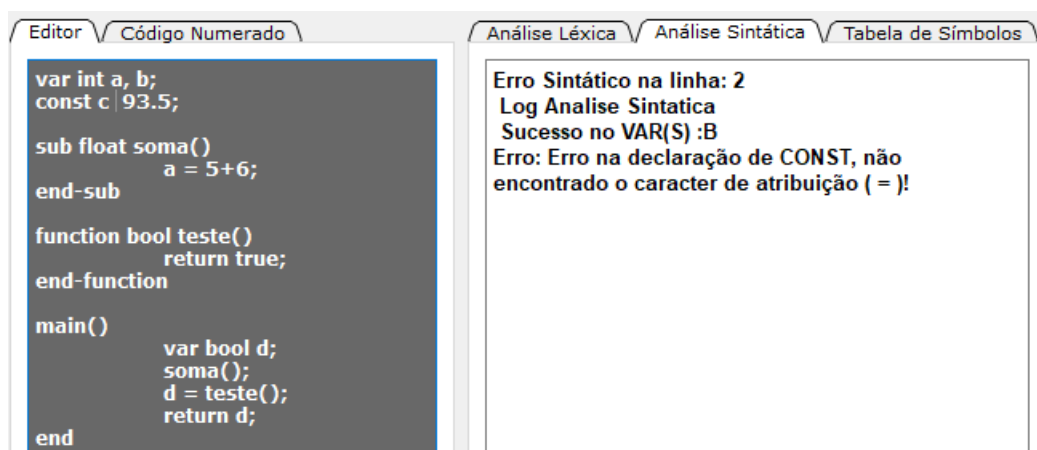 Editor
Código Numerado
var int a, b;
const c 93.5;
sub float soma()
a = 5+6;
end-sub
function bool teste()
return true;
end-function
main()
var bool d;
soma();
d = teste();
return d;
end
Análise Léxica
Análise Sintática
Tabela de Símbolos
Erro Sintático na linha: 2
Log Analise Sintatica
Sucesso no VAR(S) :B
Erro: Erro na declaração de CONST, não
encontrado o caracter de atribuição ( = )!